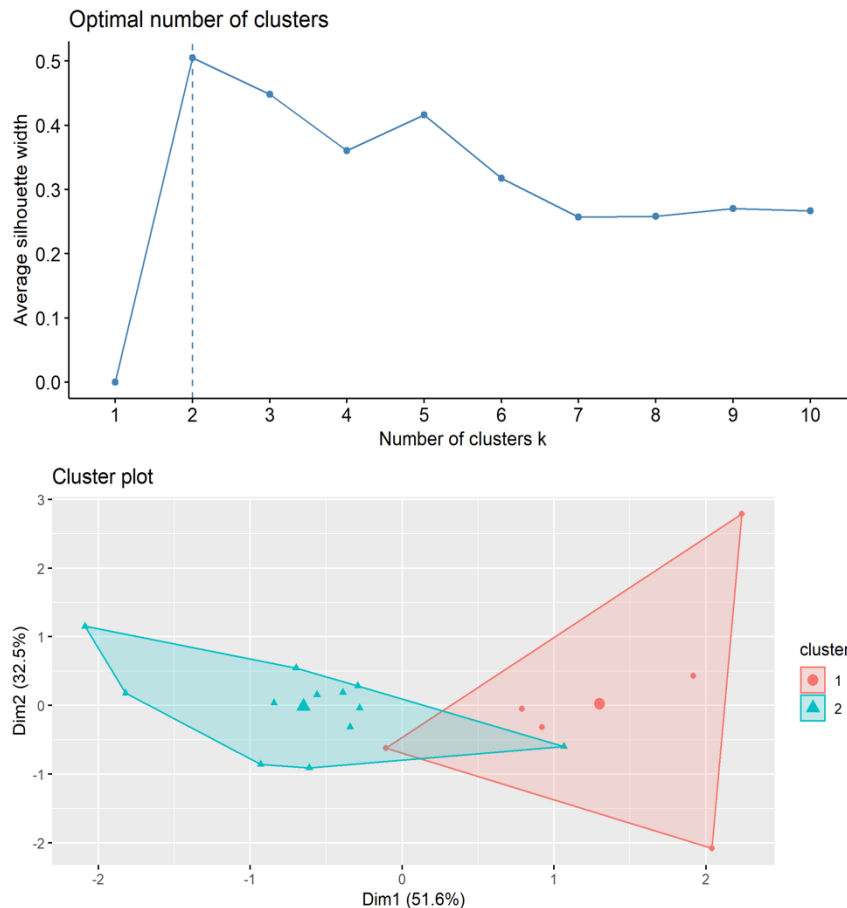 Optimal number of clusters
0.5
0.4
0.3
0.2
0.1
0.0
Average silhouette width
1 2 3 4 5 6 7 8 9 10
Number of clusters k
Cluster plot
3
2
1
0
-1
-2
Dim2 (32.5%)
-2 -1 0 1 2
Dim1 (51.6%)
cluster
1
2